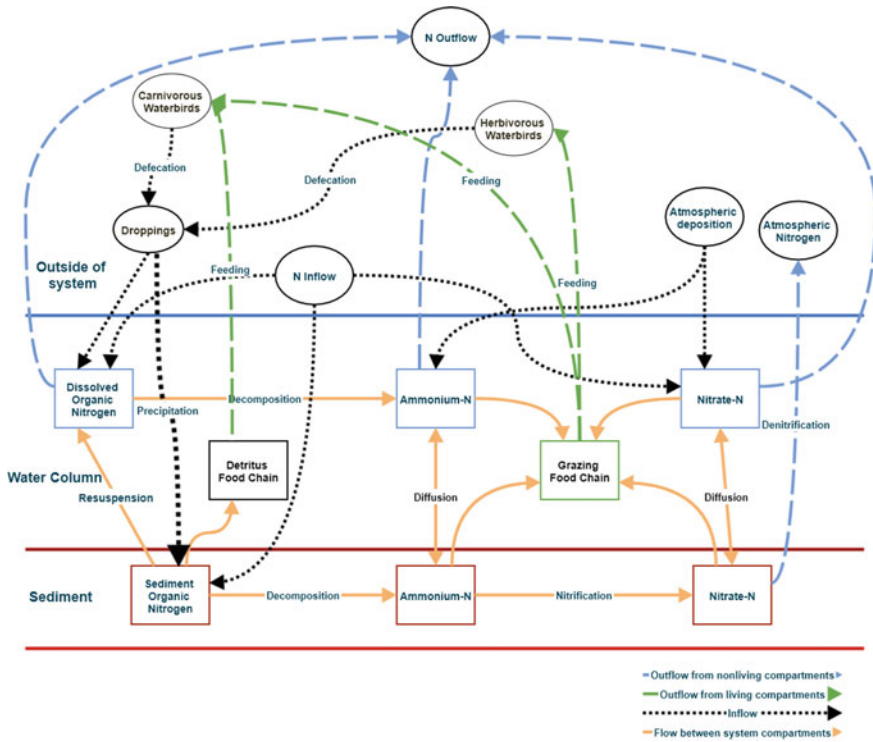 N Outflow
Carnivorous
Waterbirds
Herbivorous
Waterbirds
Defecation
Defecation
Feeding
Droppings
Atmospheric
deposition
Atmospheric
Nitrogen
Outside of
system
Feeding
N Inflow
Feeding
Dissolved
Organic
Nitrogen
Decomposition
Ammonium-N
Nitrate-N
Precipitation
Denitrification
Detritus
Food Chain
Grazing
Food Chain
Water Column
Resuspension
Diffusion
Diffusion
Sediment
Sediment
Organic
Nitrogen
Decomposition
Ammonium-N
Nitrification
Nitrate-N
Outflow from nonliving compartments
Outflow from living compartments
Inflow
Flow between system compartments